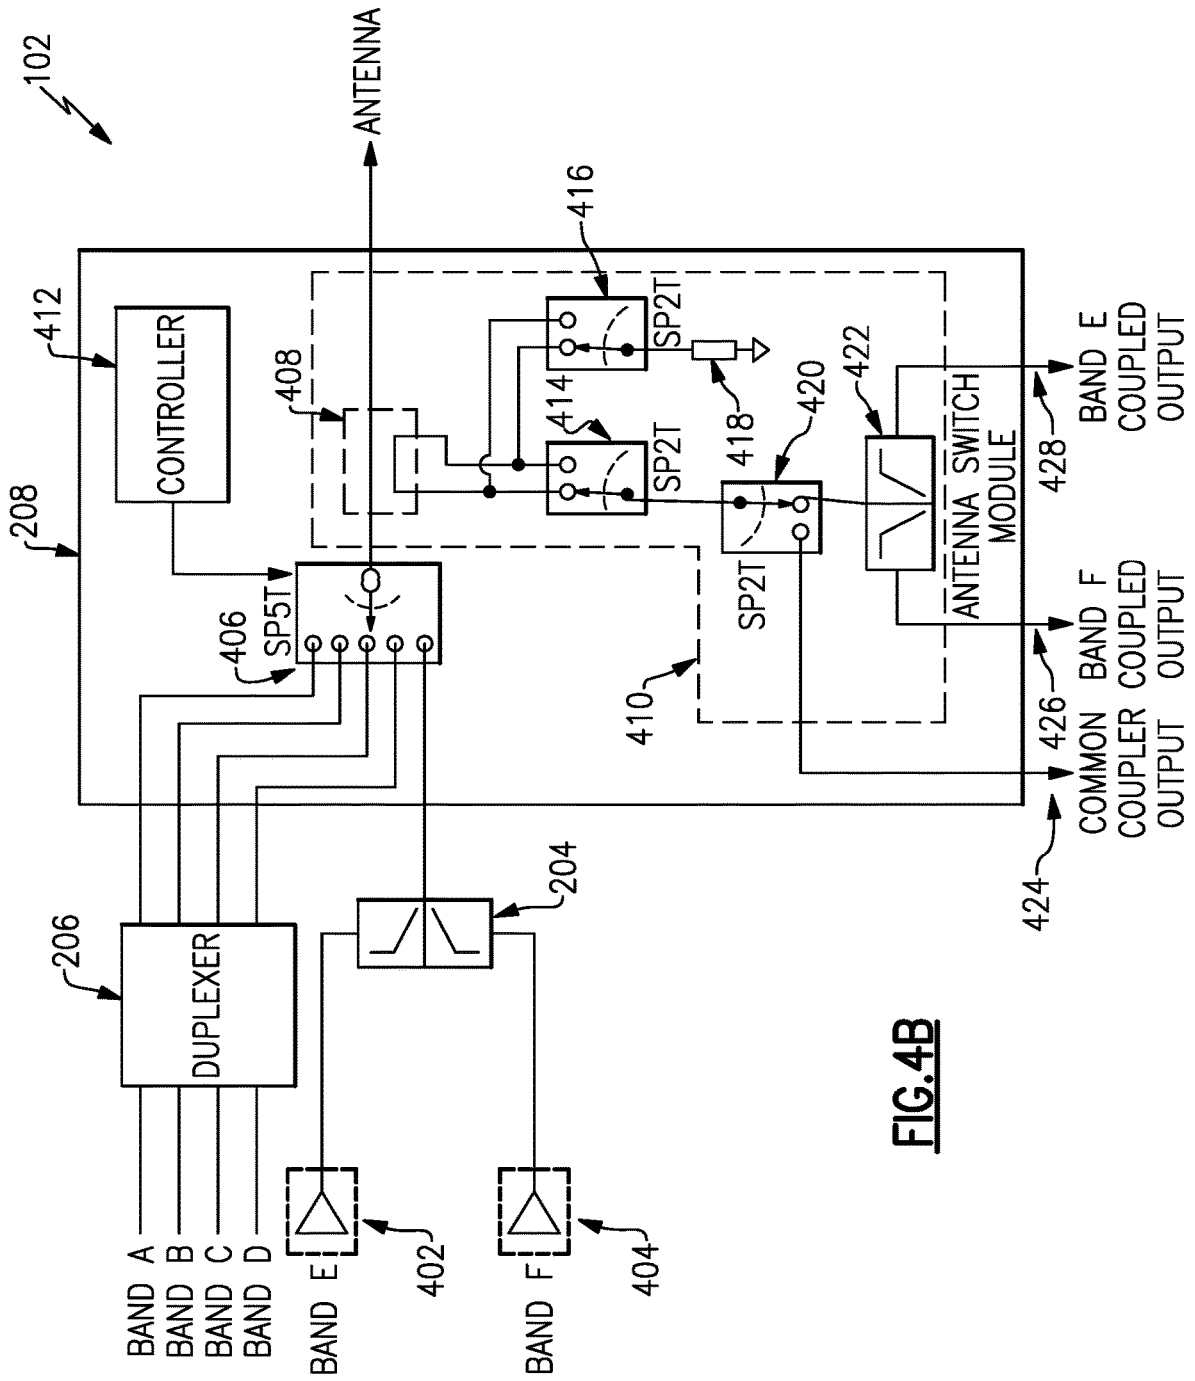 102
208
412
CONTROLLER
ANTENNA
206
DUPLEXER
BAND A
BAND B
BAND C
BAND D
406
SP5T
408
416
414
SP2T
SP2T
418
420
SP2T
422
410
204
BAND E
402
BAND F
404
ANTENNA SWITCH
MODULE
424
426
428
COMMON
COUPLER
OUTPUT
BAND F
COUPLED
OUTPUT
BAND E
COUPLED
OUTPUT
FIG.4B